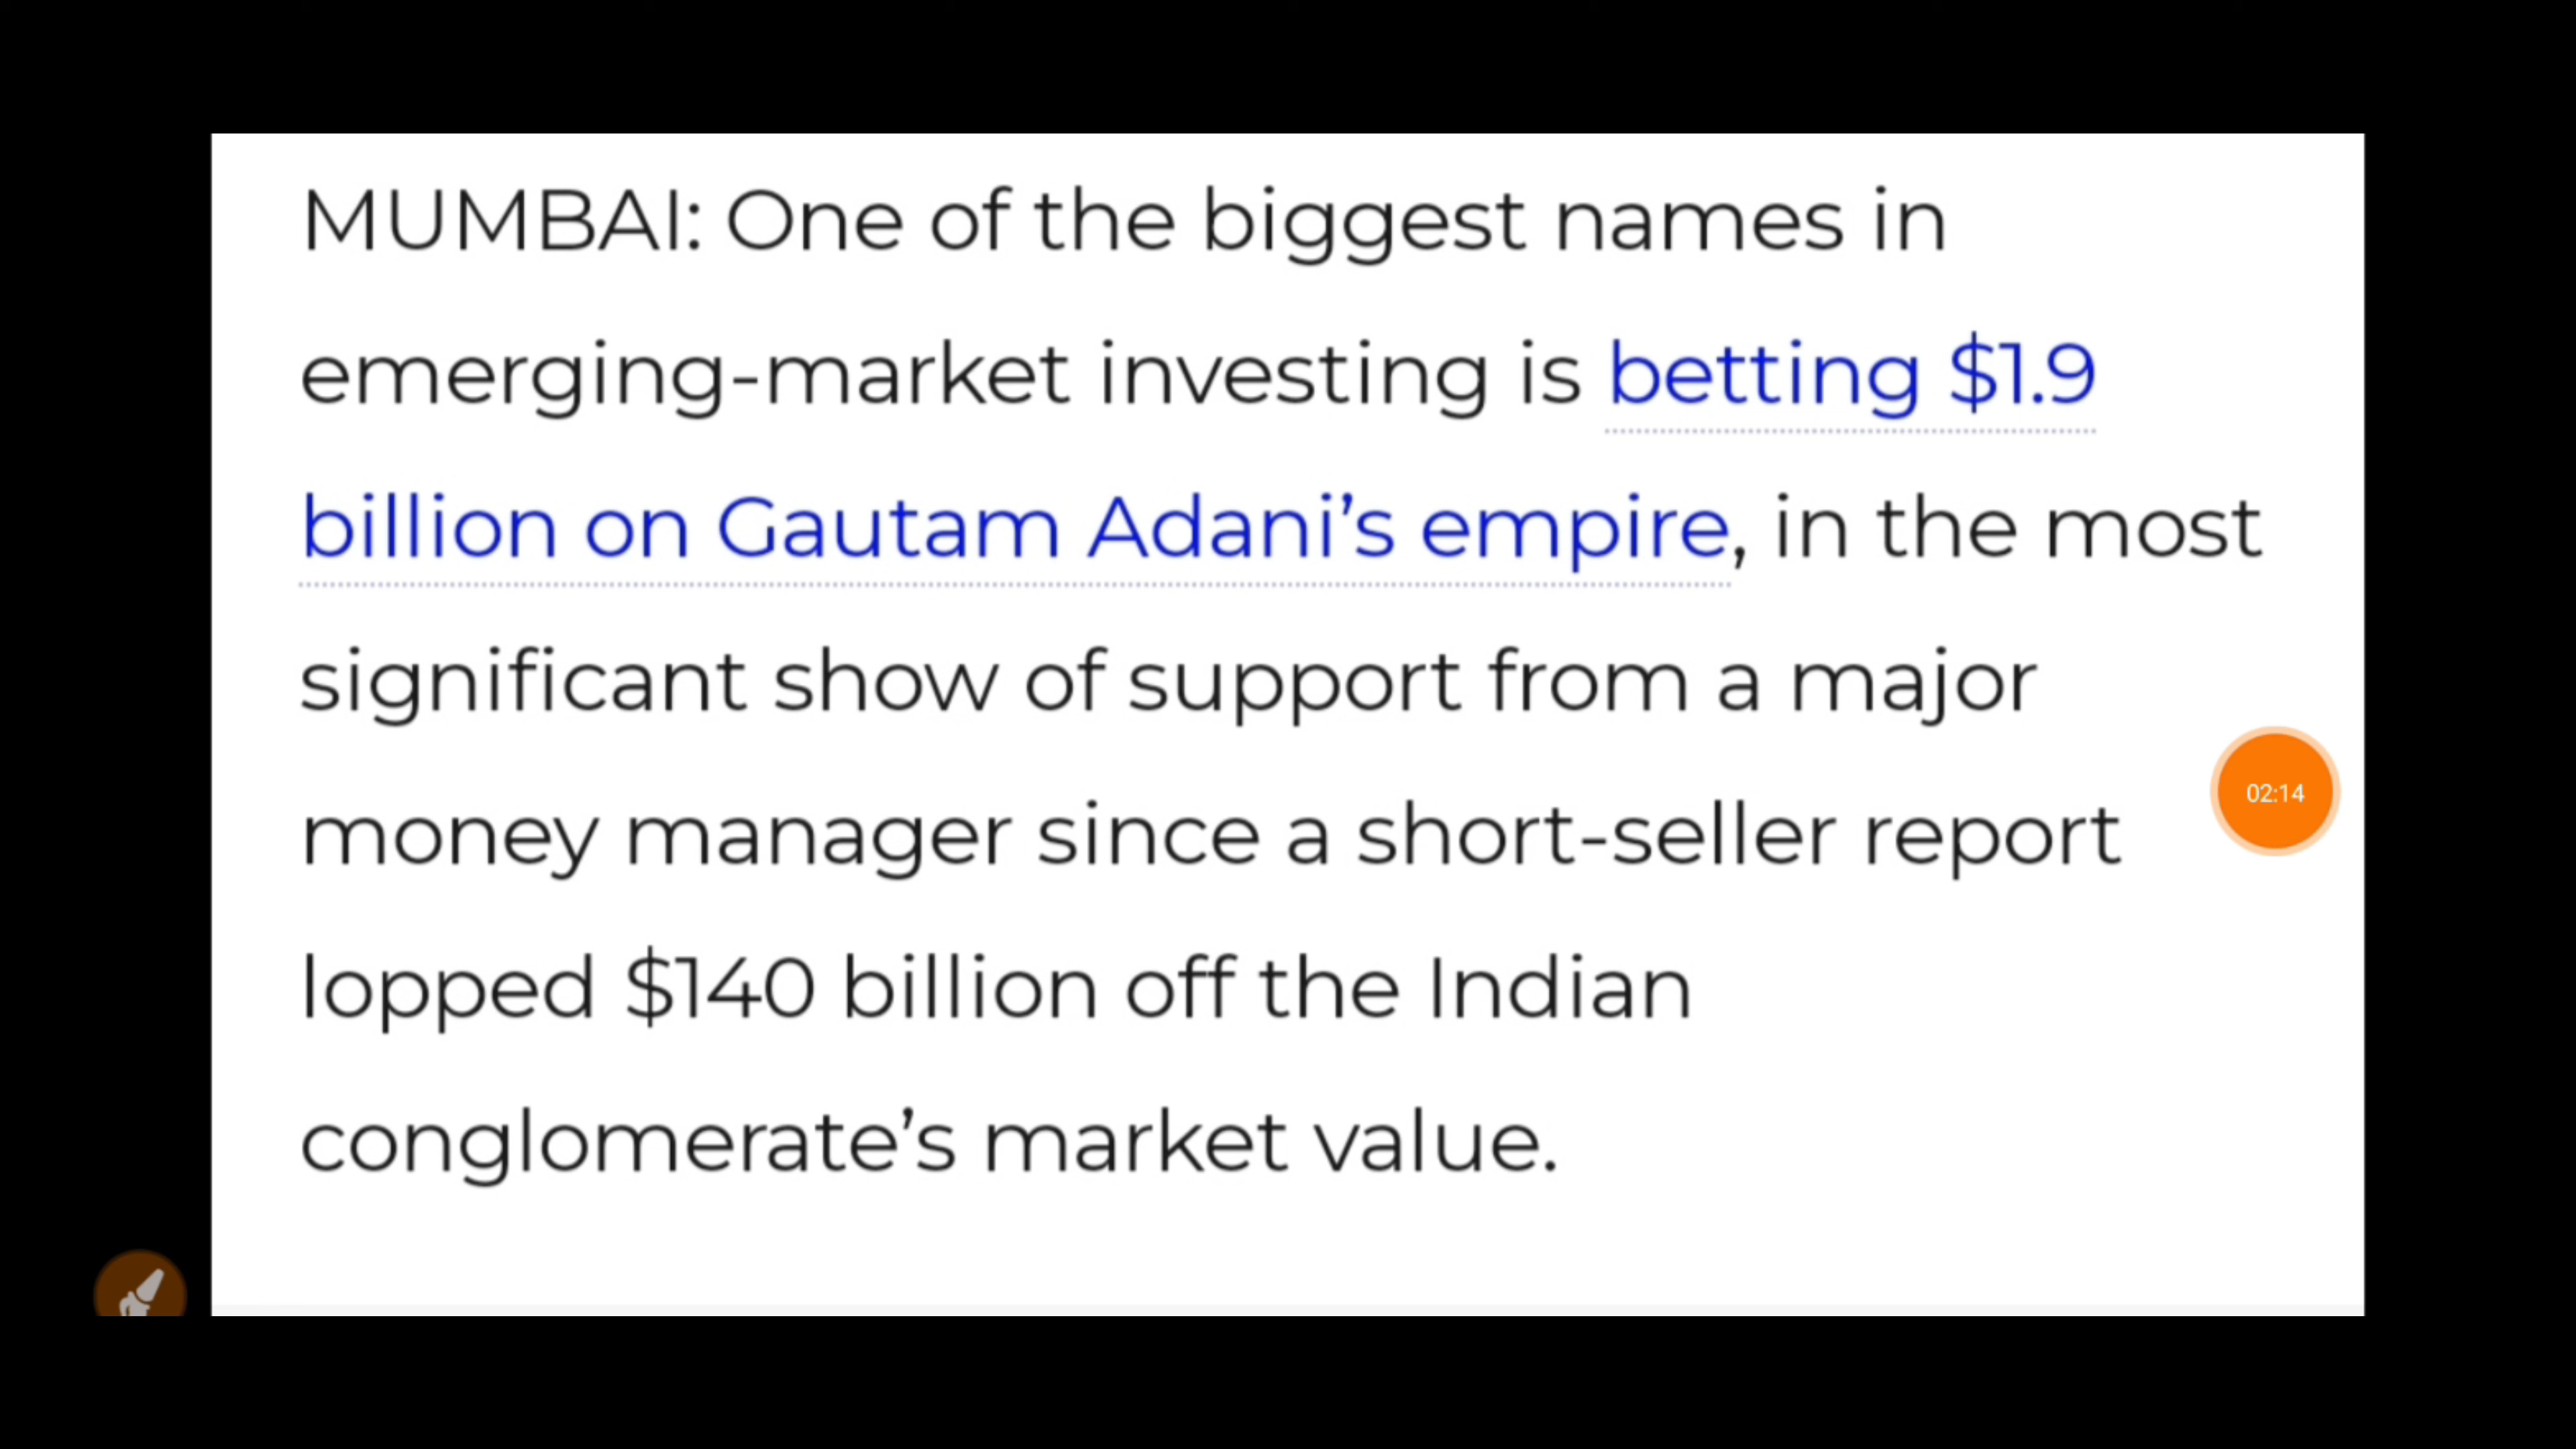 MUMBAI: One of the biggest names in
emerging-market investing is betting $1.9
billion on Gautam Adani’s empire, in the most
significant show of support from a major
money manager since a short-seller report
lopped $140 billion off the Indian
conglomerate’s market value.
02:14